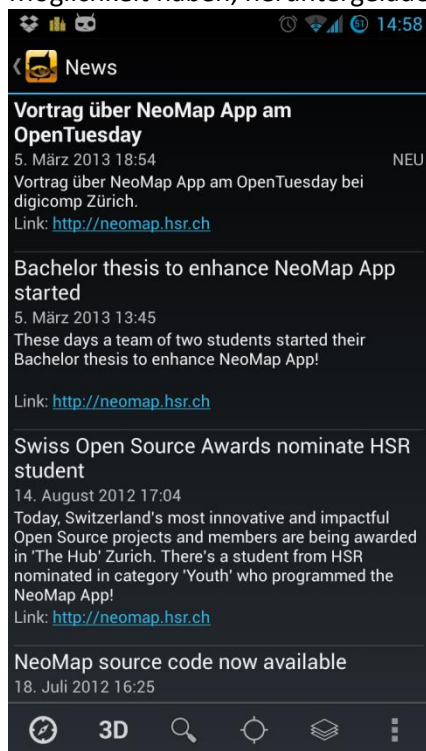 14:58
News
Vortrag über NeoMap App am
OpenTuesday
5. März 2013 18:54
NEU
Vortrag über NeoMap App am OpenTuesday bei
digicomp Zürich.
Link: http://neomap.hsr.ch
Bachelor thesis to enhance NeoMap App
started
5. März 2013 13:45
These days a team of two students started their
Bachelor thesis to enhance NeoMap App!
Link: http://neomap.hsr.ch
Swiss Open Source Awards nominate HSR
student
14. August 2012 17:04
Today, Switzerland's most innovative and impactful
Open Source projects and members are being awarded
in 'The Hub' Zurich. There's a student from HSR
nominated in category 'Youth' who programmed the
NeoMap App!
Link: http://neomap.hsr.ch
NeoMap source code now available
18. Juli 2012 16:25
3D